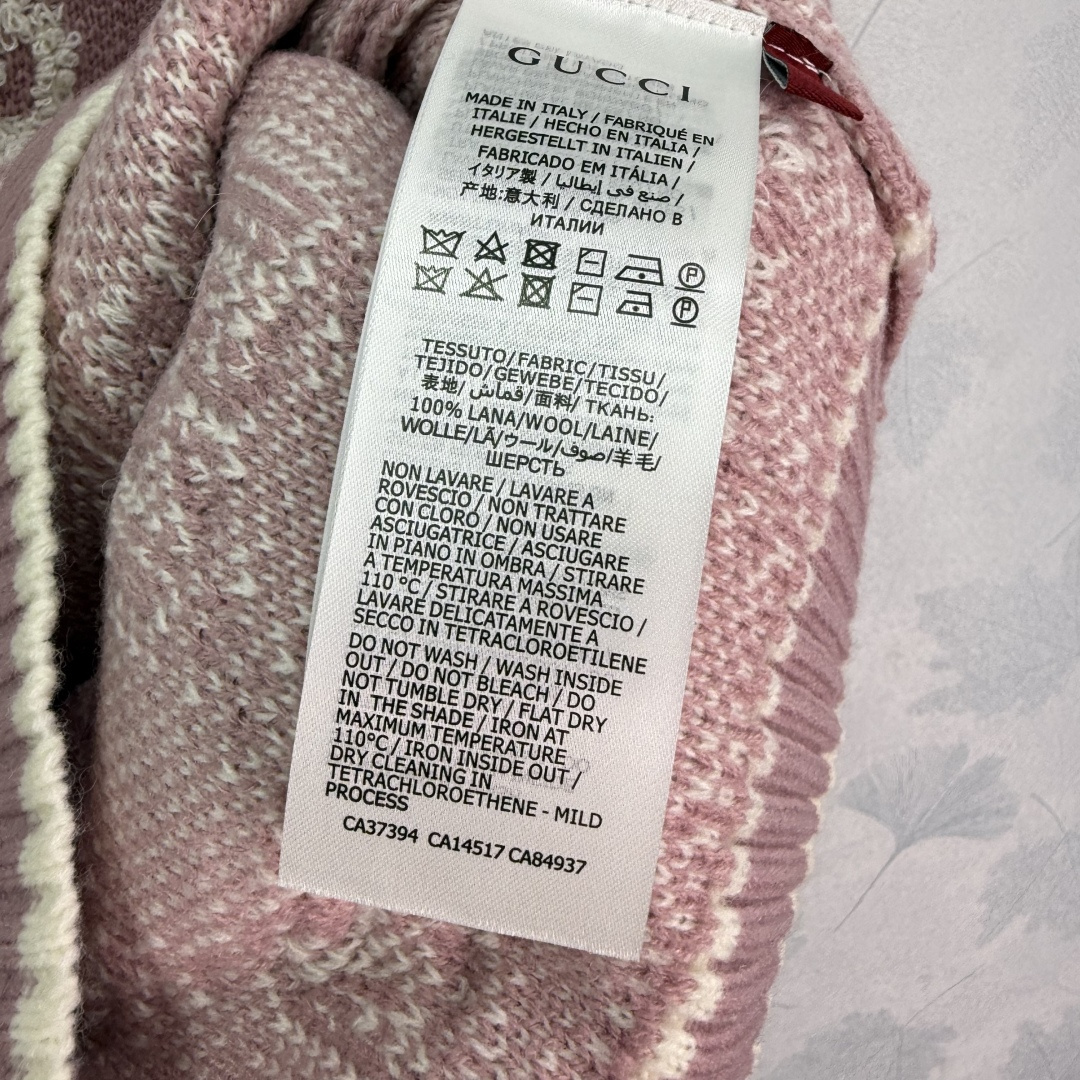 GUCCI
MADE IN ITALY / FABRIQUÉ EN
ITALIE / HECHO EN ITALIA /
HERGESTELLT IN ITALIEN /
FABRICADO EM ITÁLIA /
イタリア製 / صنع في إيطاليا /
产地:意大利 / СДЕЛАНО В
ИТАЛИИ
P
P
TESSUTO/FABRIC/TISSU/
TEJIDO/GEWEBE/TECIDO/
表地/ قماش/面料/ ТКАНЬ:
100% LANA/WOOL/LAINE/
WOLLE/LÃ/ウール/صوف/羊毛/
ШЕРСТЬ
NON LAVARE / LAVARE A
ROVESCIO / NON TRATTARE
CON CLORO / NON USARE
ASCIUGATRICE / ASCIUGARE
IN PIANO IN OMBRA / STIRARE
A TEMPERATURA MASSIMA
110 °C / STIRARE A ROVESCIO /
LAVARE DELICATAMENTE A
SECCO IN TETRACLOROETILENE
DO NOT WASH / WASH INSIDE
OUT / DO NOT BLEACH / DO
NOT TUMBLE DRY / FLAT DRY
IN THE SHADE / IRON AT
MAXIMUM TEMPERATURE
110°C / IRON INSIDE OUT /
DRY CLEANING IN
TETRACHLOROETHENE - MILD
PROCESS
CA37394 CA14517 CA84937